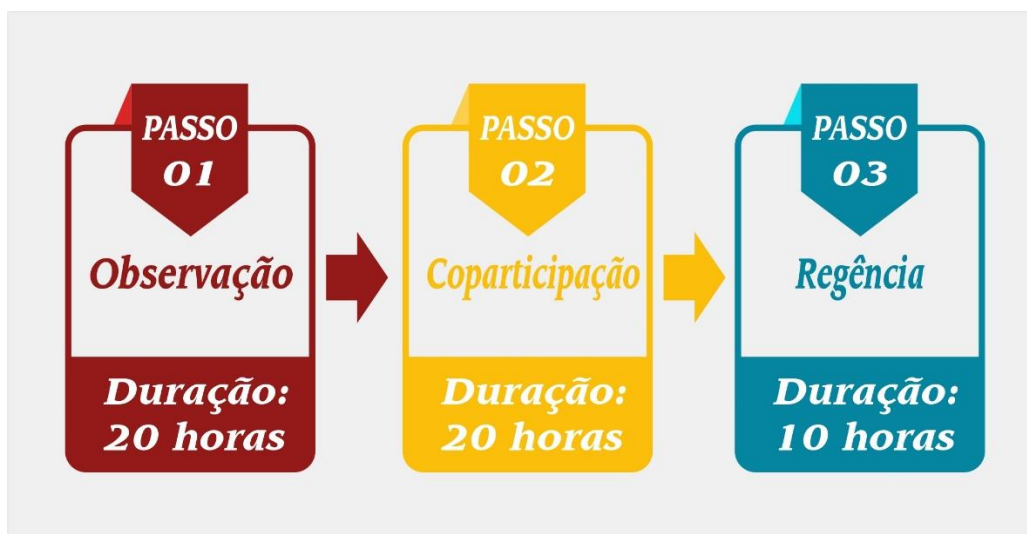 PASSO
01
Observação
Duração:
20 horas
PASSO
02
Coparticipação
Duração:
20 horas
PASSO
03
Regência
Duração:
10 horas